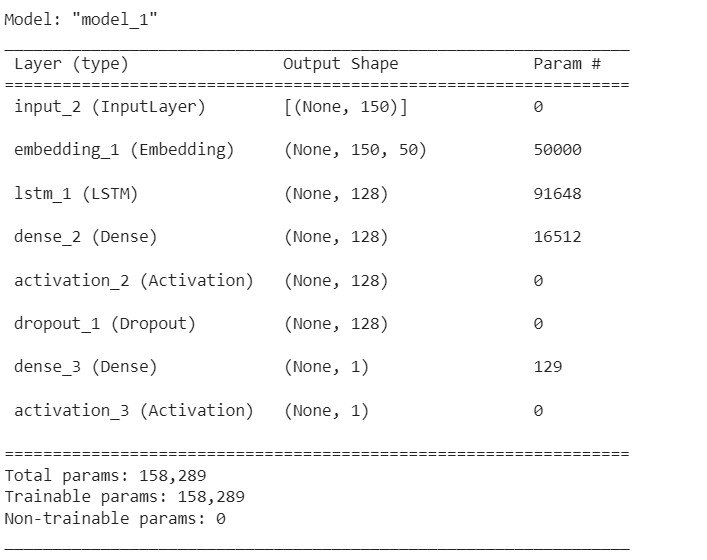 Model: "model_1"
Layer (type) Output Shape Param #
input_2 (InputLayer) [(None, 150)] 0
embedding_1 (Embedding) (None, 150, 50) 50000
lstm_1 (LSTM) (None, 128) 91648
dense_2 (Dense) (None, 128) 16512
activation_2 (Activation) (None, 128) 0
dropout_1 (Dropout) (None, 128) 0
dense_3 (Dense) (None, 1) 129
activation_3 (Activation) (None, 1) 0
Total params: 158,289
Trainable params: 158,289
Non-trainable params: 0